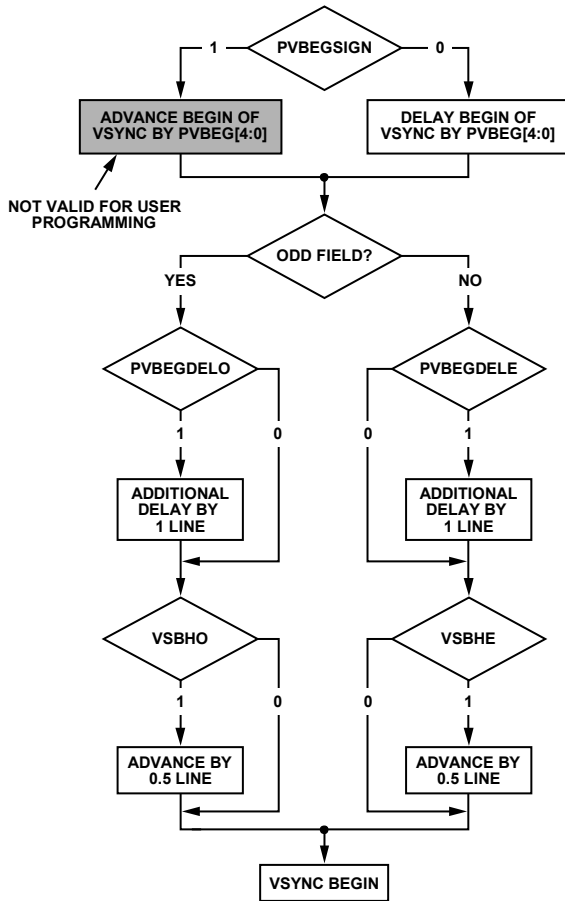 PVBEGSIGN
1
0
ADVANCE BEGIN OF
VSYNC BY PVBEG[4:0]
DELAY BEGIN OF
VSYNC BY PVBEG[4:0]
NOT VALID FOR USER
PROGRAMMING
ODD FIELD?
YES
NO
PVBEGDELO
PVBEGDELE
1
0
0
1
ADDITIONAL
DELAY BY
1 LINE
ADDITIONAL
DELAY BY
1 LINE
VSBHO
VSBHE
1
0
0
1
ADVANCE BY
0.5 LINE
ADVANCE BY
0.5 LINE
VSYNC BEGIN